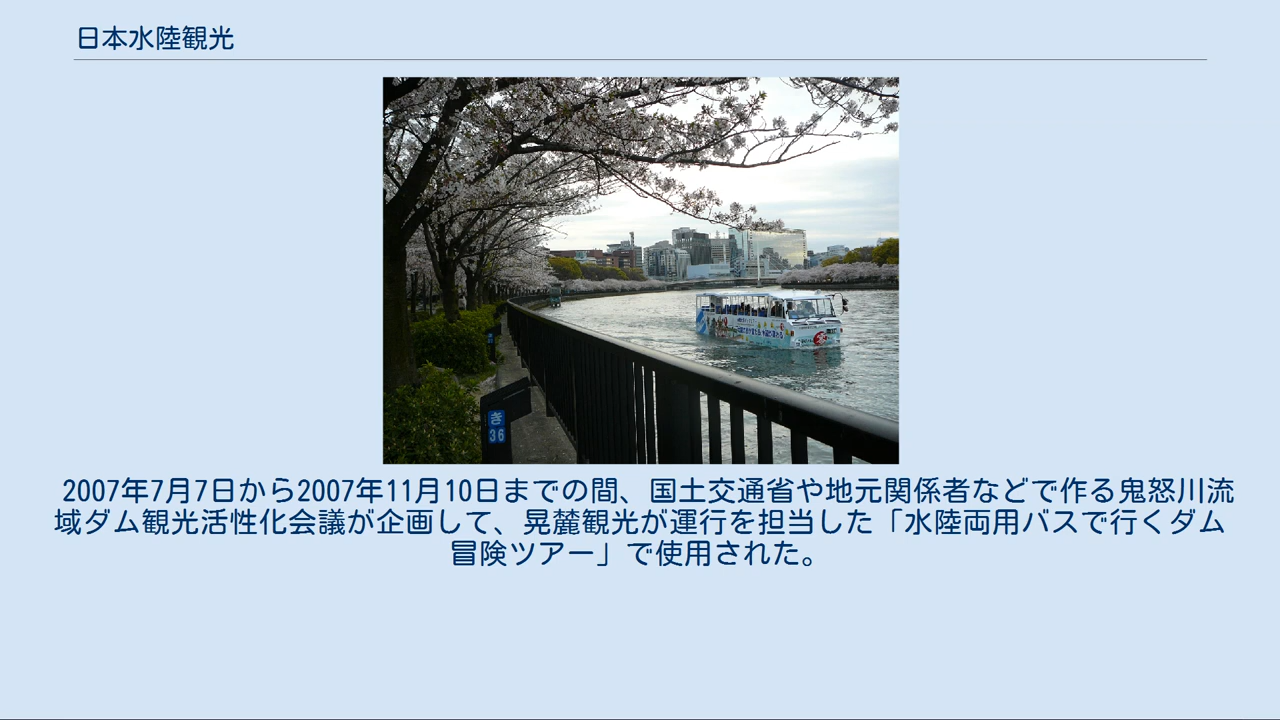 日本水陸観光
き
36
2007年7月7日から2007年11月10日までの間、国土交通省や地元関係者などで作る鬼怒川流
域ダム観光活性化会議が企画して、晃麓観光が運行を担当した「水陸両用バスで行くダム
冒険ツアー」で使用された。